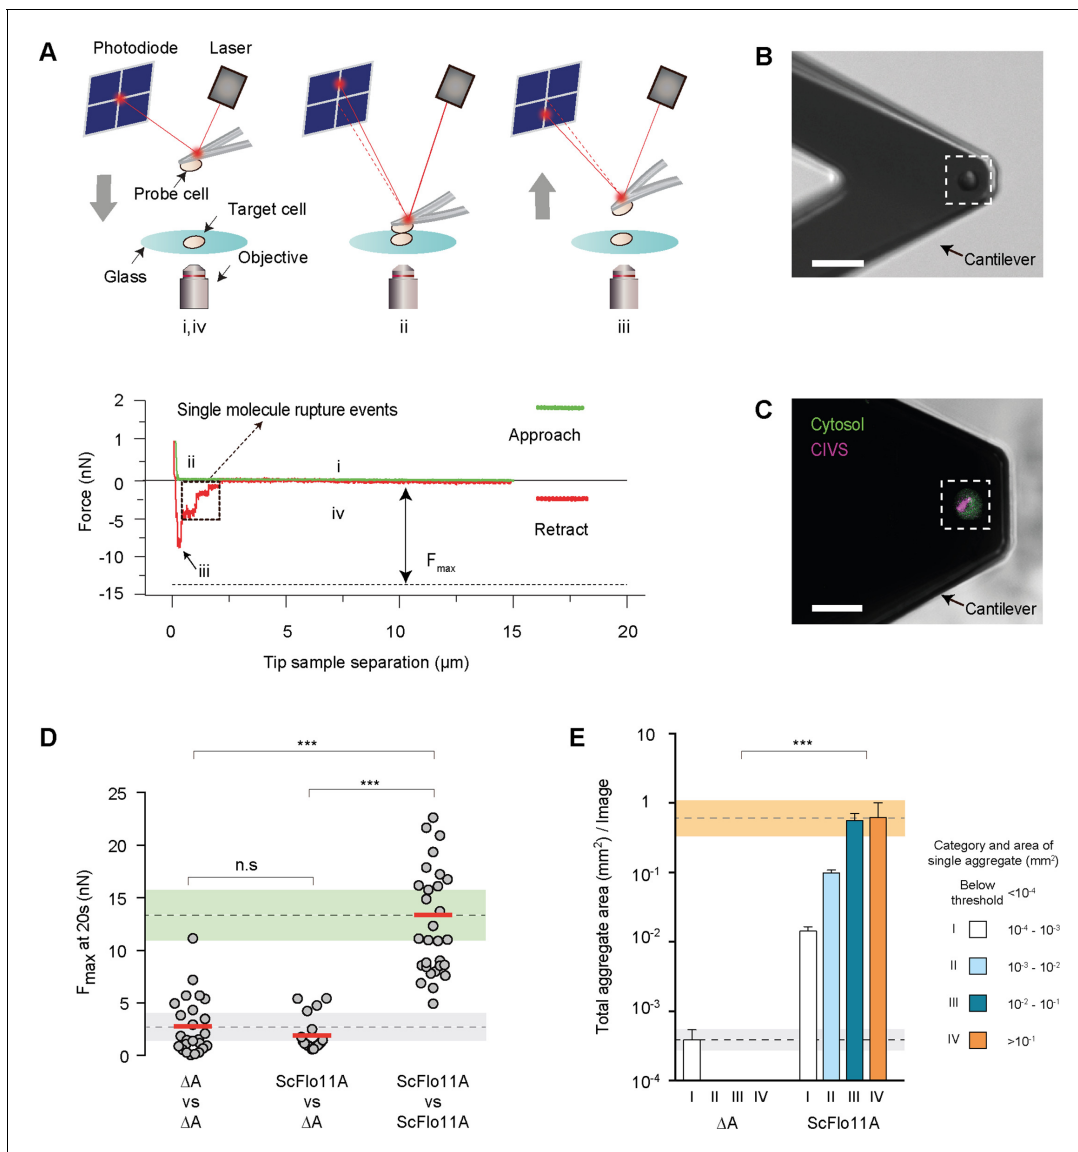 A
Photodiode
Laser
Probe cell
Target cell
Glass
Objective
i,iv
ii
iii
B
Cantilever
C
Cytosol
CIVS
Cantilever
Single molecule rupture events
Approach
Retract
ii
i
iv
iii
Fmax
Force (nN)
2
1
0
-5
-10
-15
0
5
10
15
20
Tip sample separation (µm)
D
***
***
n.s
Fmax at 20s (nN)
25
20
15
10
5
0
ΔA
vs
ΔA
ScFlo11A
vs
ΔA
ScFlo11A
vs
ScFlo11A
E
***
Total aggregate area (mm²) / Image
10
1
10⁻¹
10⁻²
10⁻³
10⁻⁴
I II III IV
ΔA
I II III IV
ScFlo11A
Category and area of
single aggregate (mm²)
Below
threshold <10⁻⁴
I 10⁻⁴ - 10⁻³
II 10⁻³ - 10⁻²
III 10⁻² - 10⁻¹
IV >10⁻¹